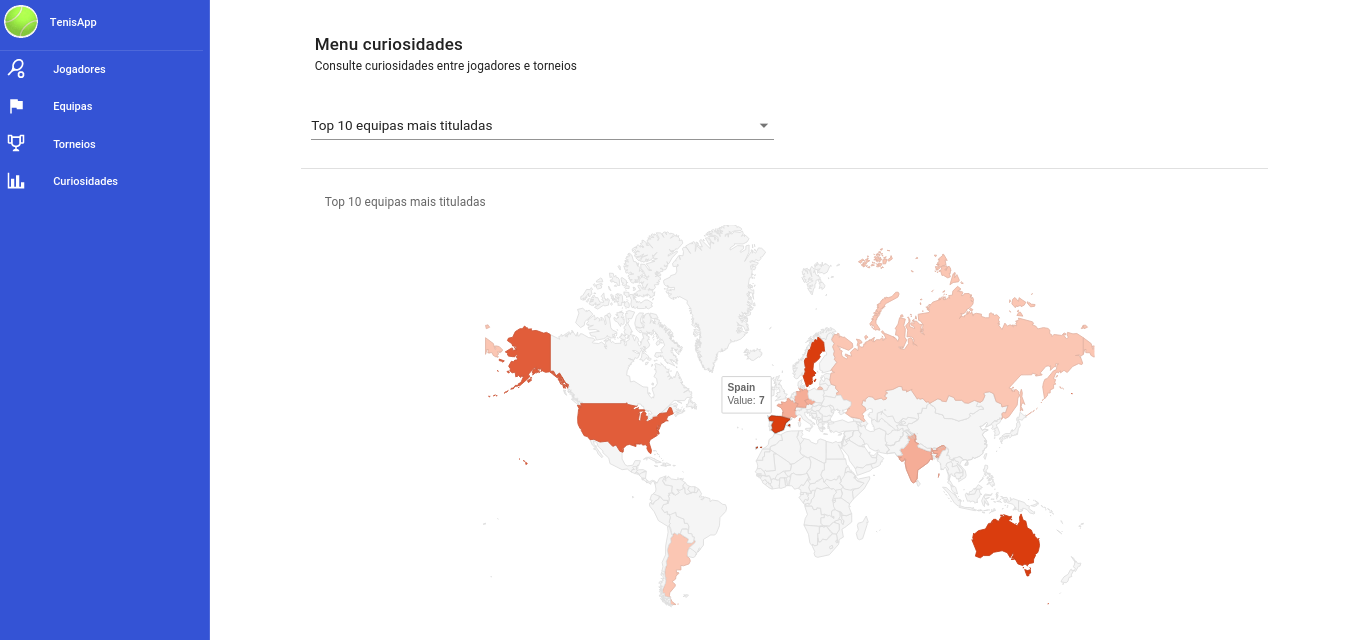 TenisApp
Jogadores
Equipas
Torneios
Curiosidades
Menu curiosidades
Consulte curiosidades entre jogadores e torneios
Top 10 equipas mais tituladas
Top 10 equipas mais tituladas
Spain
Value: 7